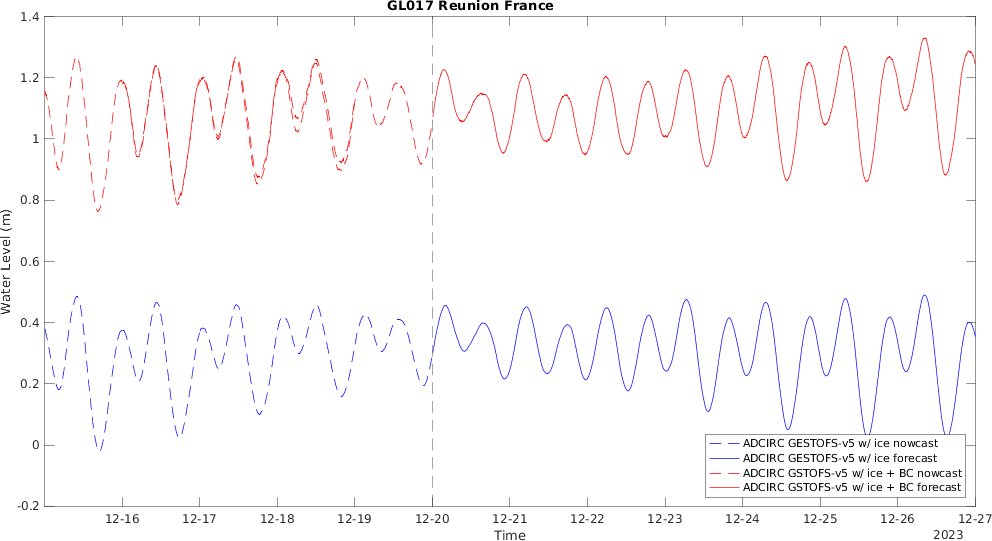 GL017 Reunion France
1.4
1.2
1
0.8
0.6
0.4
0.2
0
-0.2
Water Level (m)
ADCIRC GESTOFS-v5 w/ ice nowcast
ADCIRC GESTOFS-v5 w/ ice forecast
ADCIRC GSTOFS-v5 w/ ice + BC nowcast
ADCIRC GSTOFS-v5 w/ ice + BC forecast
12-16 12-17 12-18 12-19 12-20 12-21 12-22 12-23 12-24 12-25 12-26 12-27
Time
2023